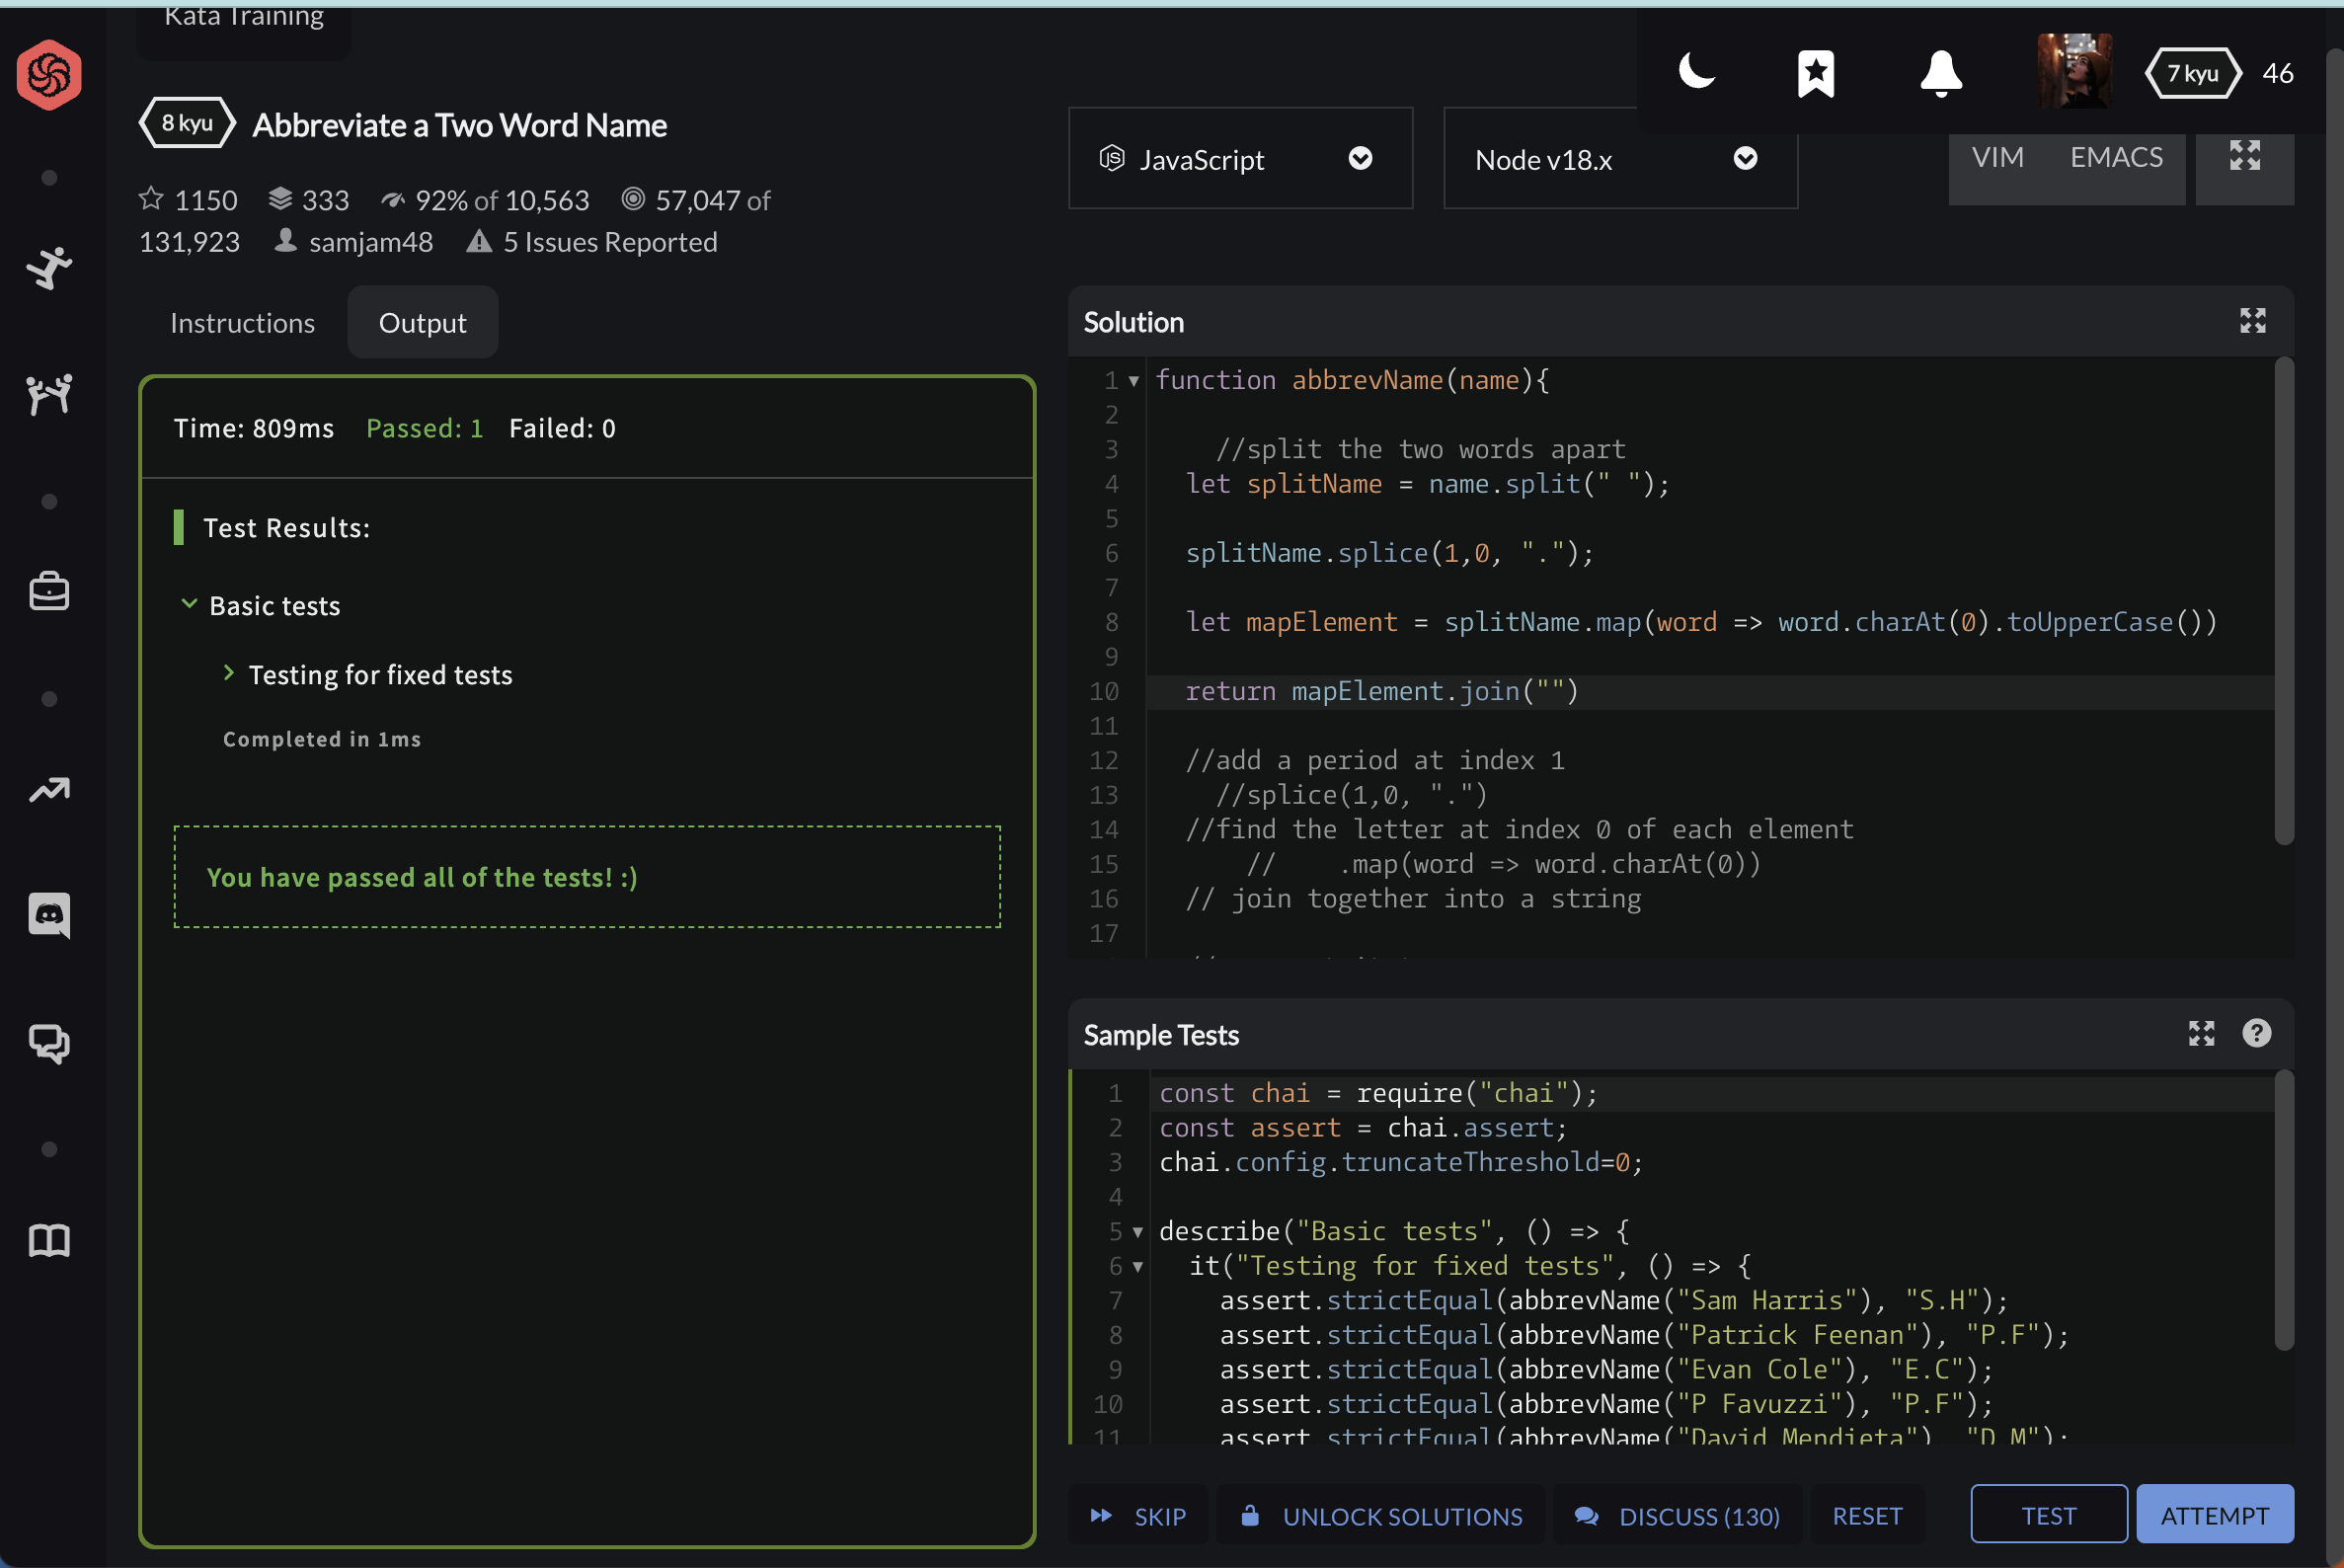 Kata Training
7 kyu 46
8 kyu Abbreviate a Two Word Name
1150 333 92% of 10,563 57,047 of
131,923 samjam48 5 Issues Reported
JavaScript
Node v18.x
VIM EMACS
Instructions Output
Time: 809ms Passed: 1 Failed: 0
Test Results:
Basic tests
Testing for fixed tests
Completed in 1ms
You have passed all of the tests! :)
Solution
1 function abbrevName(name){
2
3 //split the two words apart
4 let splitName = name.split(" ");
5
6 splitName.splice(1,0, ".");
7
8 let mapElement = splitName.map(word => word.charAt(0).toUpperCase())
9
10 return mapElement.join("")
11
12 //add a period at index 1
13 //splice(1,0, ".")
14 //find the letter at index 0 of each element
15 // .map(word => word.charAt(0))
16 // join together into a string
17
Sample Tests
1 const chai = require("chai");
2 const assert = chai.assert;
3 chai.config.truncateThreshold=0;
4
5 describe("Basic tests", () => {
6 it("Testing for fixed tests", () => {
7 assert.strictEqual(abbrevName("Sam Harris"), "S.H");
8 assert.strictEqual(abbrevName("Patrick Feenan"), "P.F");
9 assert.strictEqual(abbrevName("Evan Cole"), "E.C");
10 assert.strictEqual(abbrevName("P Favuzzi"), "P.F");
11 assert.strictEqual(abbrevName("David Mendieta"), "D.M");
SKIP UNLOCK SOLUTIONS DISCUSS (130) RESET TEST ATTEMPT